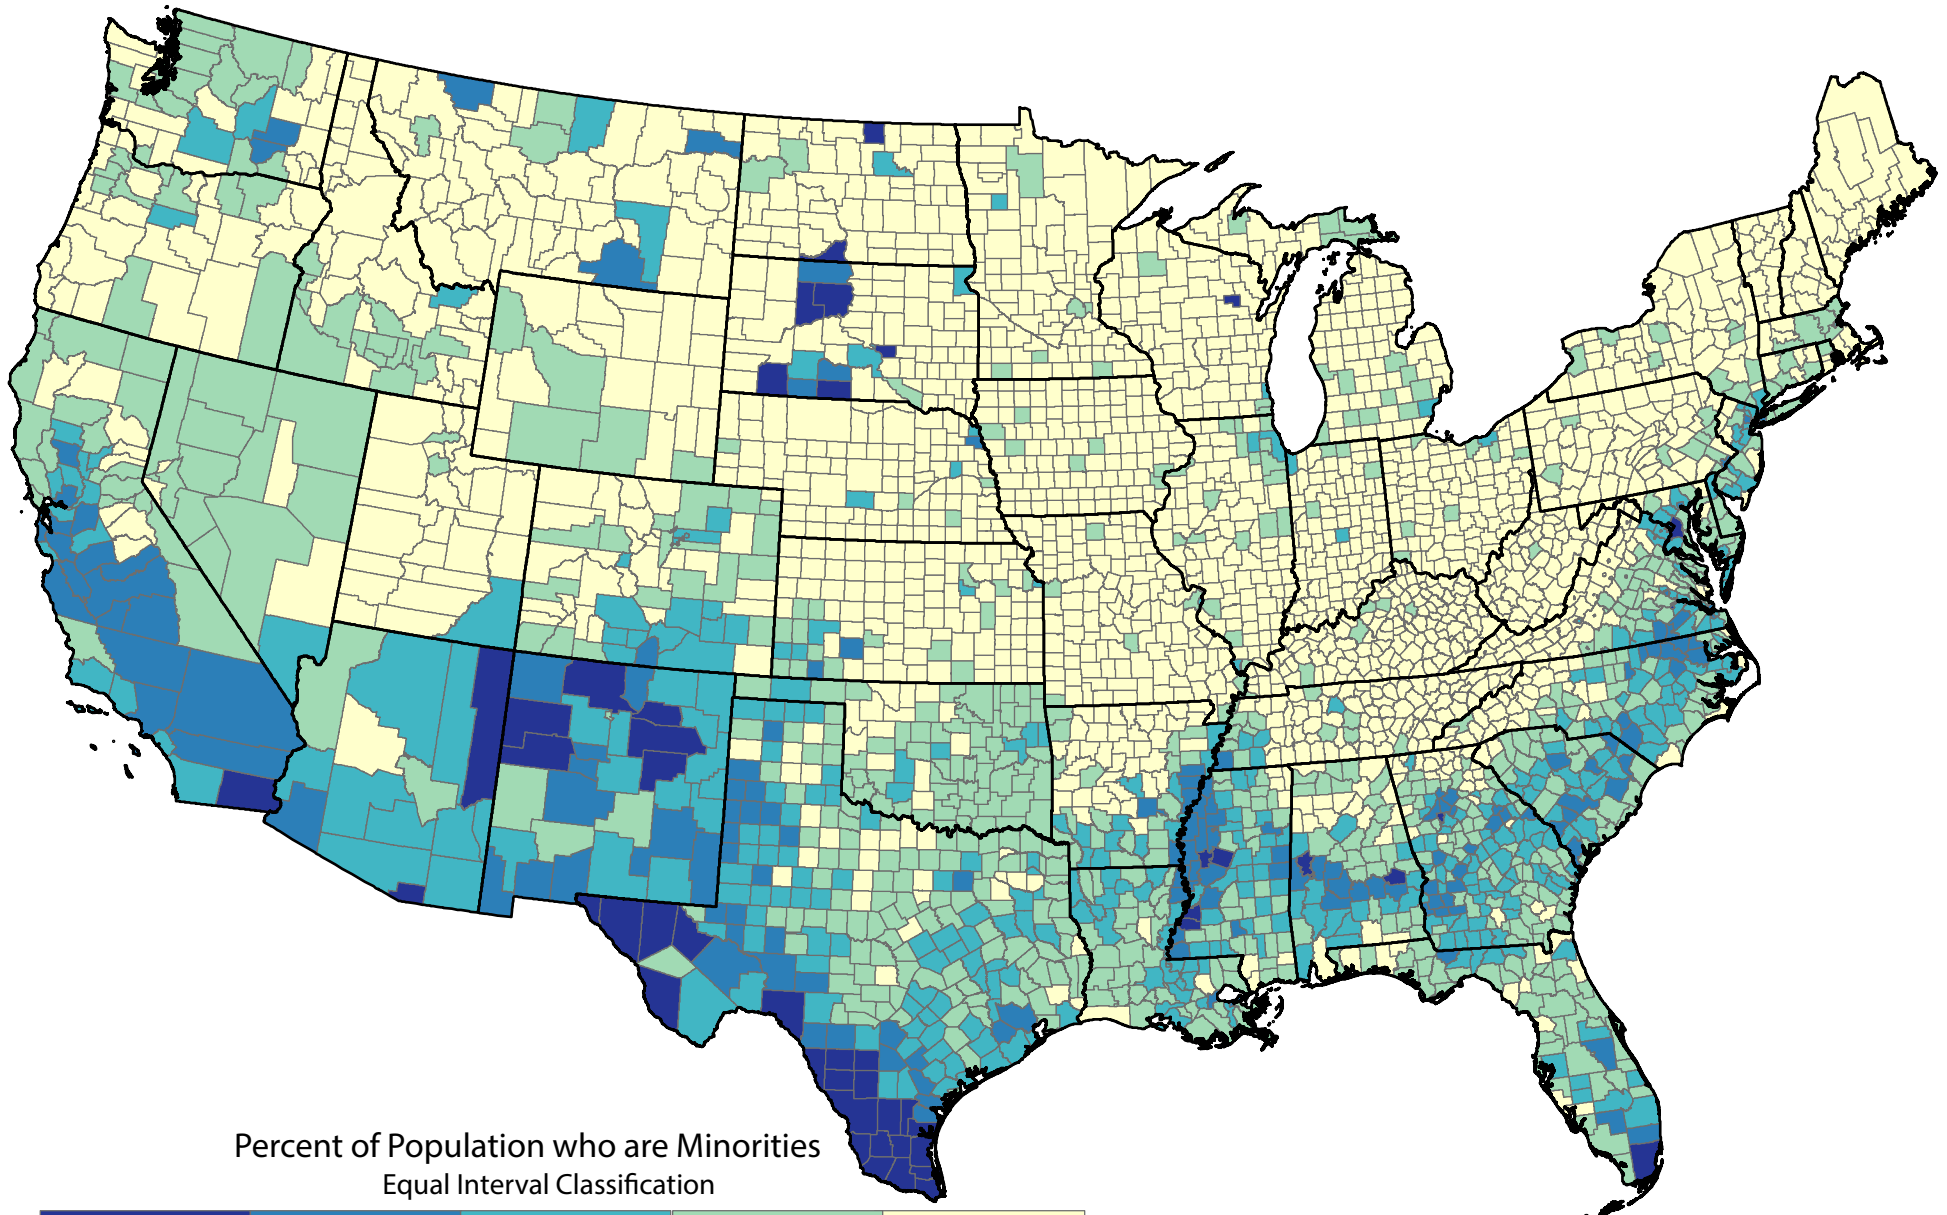 Percent of Population who are Minorities
Equal Interval Classification